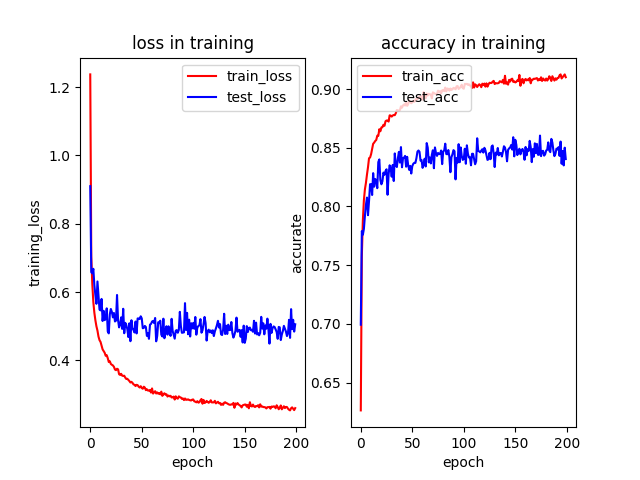 loss in training
train_loss
test_loss
training_loss
1.2
1.0
0.8
0.6
0.4
0
50
100
150
200
epoch
accuracy in training
train_acc
test_acc
accurate
0.90
0.85
0.80
0.75
0.70
0.65
0
50
100
150
200
epoch